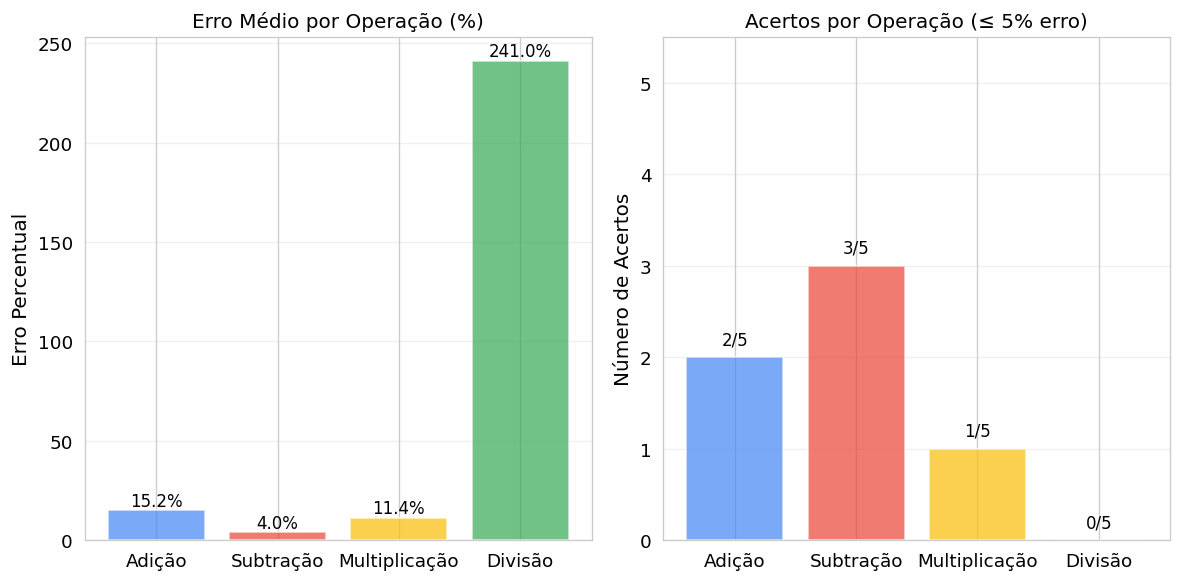 Erro Médio por Operação (%)
Erro Percentual
250
200
150
100
50
0
15.2%
4.0%
11.4%
241.0%
Adição
Subtração
Multiplicação
Divisão
Acertos por Operação (≤ 5% erro)
Número de Acertos
5
4
3
2
1
0
2/5
3/5
1/5
0/5
Adição
Subtração
Multiplicação
Divisão